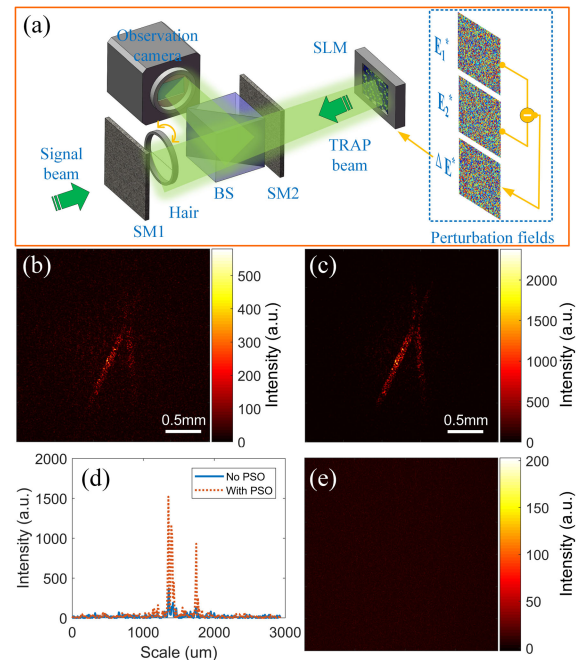 (a)
Observation
camera
SLM
E₁*
E₂*
Δ E*
Signal
beam
TRAP
beam
Hair
BS
SM2
SM1
Perturbation fields
(b)
500
400
300
200
100
0
Intensity (a.u.)
0.5mm
(c)
2000
1500
1000
500
0
Intensity (a.u.)
0.5mm
(d)
No PSO
With PSO
2000
1500
1000
500
0
Intensity (a.u.)
0 1000 2000 3000
Scale (um)
(e)
200
150
100
50
0
Intensity (a.u.)